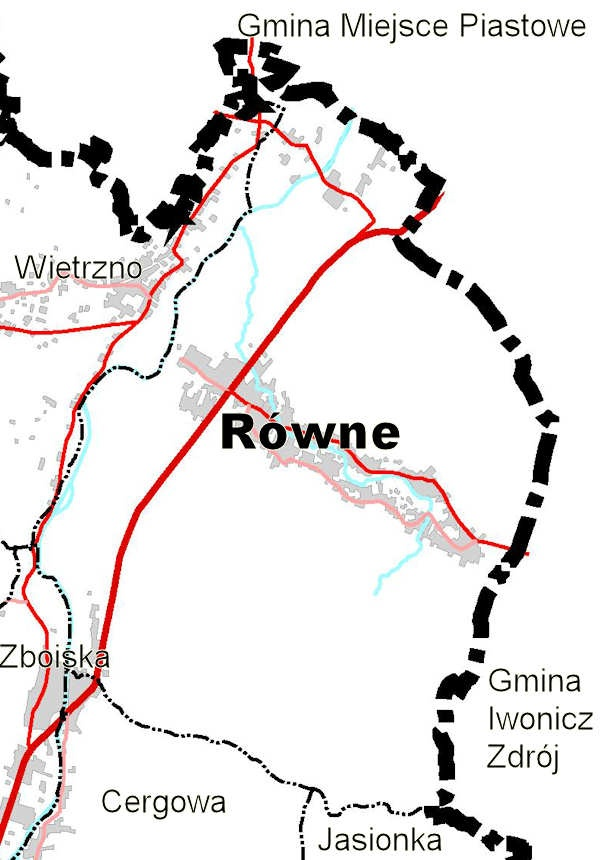 Gmina Miejsce Piastowe
Wietrzno
Równe
Zboiska
Gmina
Iwonicz
Zdrój
Cergowa
Jasionka